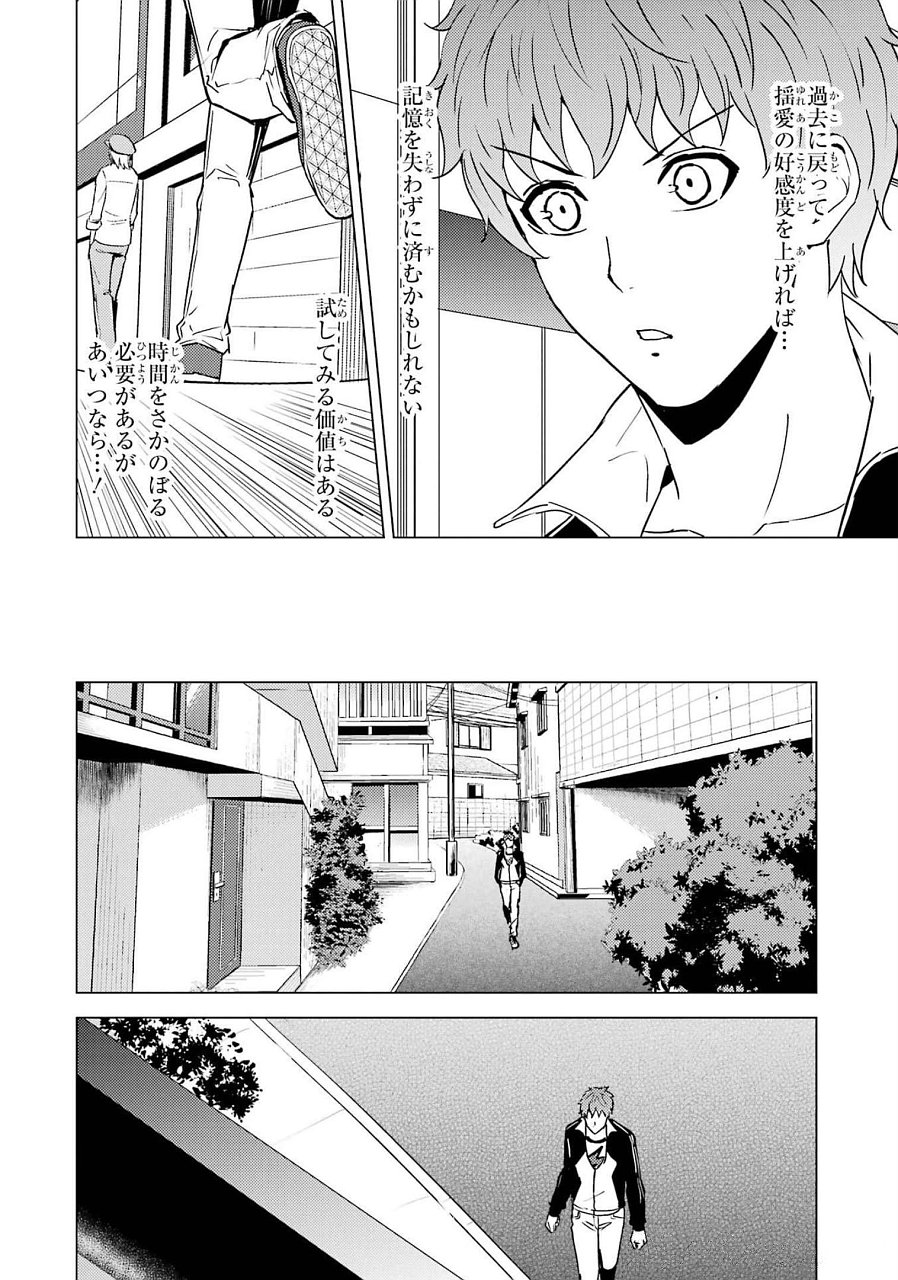 過去に戻って
揺愛の好感度を上げれば…
記憶を失わずに済むかもしれない
試してみる価値はある
時間をさかのぼる
必要があるが
あいつなら…！